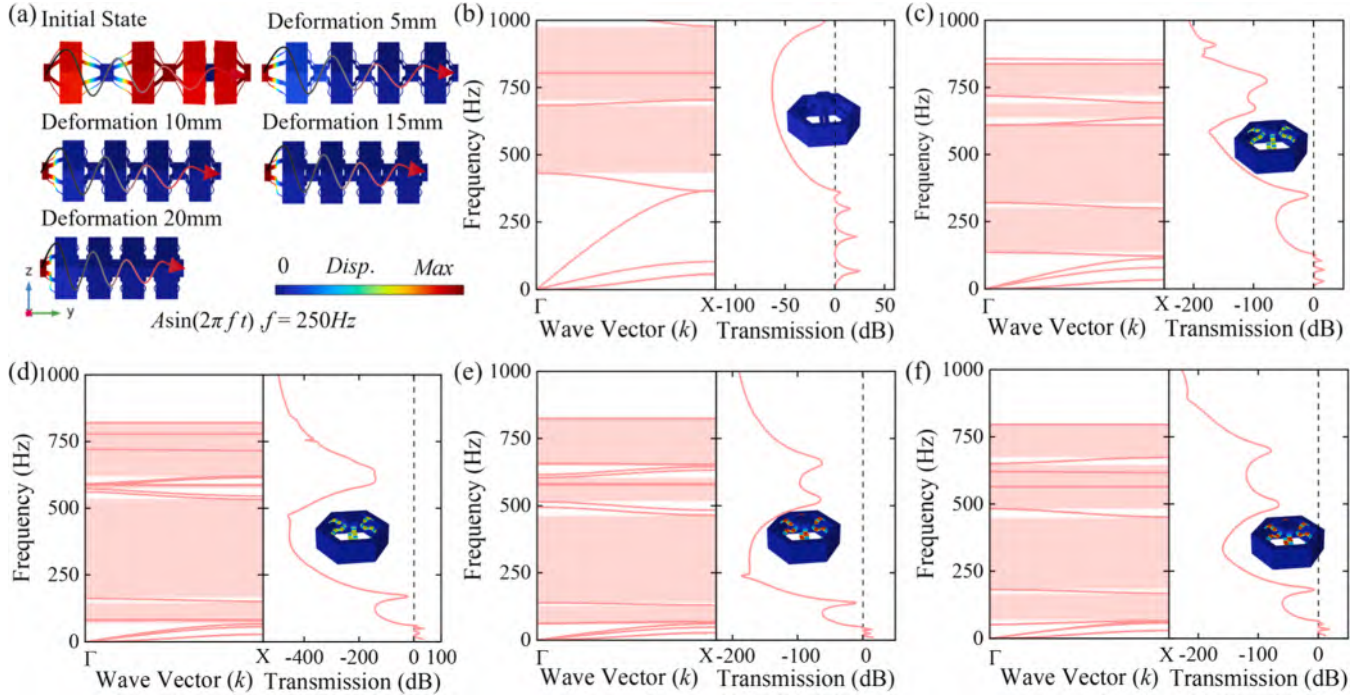 (a) Initial State Deformation 5mm
Deformation 10mm Deformation 15mm
Deformation 20mm
z
y
0 Disp. Max
Asin(2π f t) ,f = 250Hz
(b)
1000
750
500
250
0
Frequency (Hz)
Γ X -100 -50 0 50
Wave Vector (k) Transmission (dB)
(c)
1000
750
500
250
0
Frequency (Hz)
Γ X -200 -100 0
Wave Vector (k) Transmission (dB)
(d)
1000
750
500
250
0
Frequency (Hz)
Γ X -400 -200 0 100
Wave Vector (k) Transmission (dB)
(e)
1000
750
500
250
0
Frequency (Hz)
Γ X -200 -100 0
Wave Vector (k) Transmission (dB)
(f)
1000
750
500
250
0
Frequency (Hz)
Γ X -200 -100 0
Wave Vector (k) Transmission (dB)